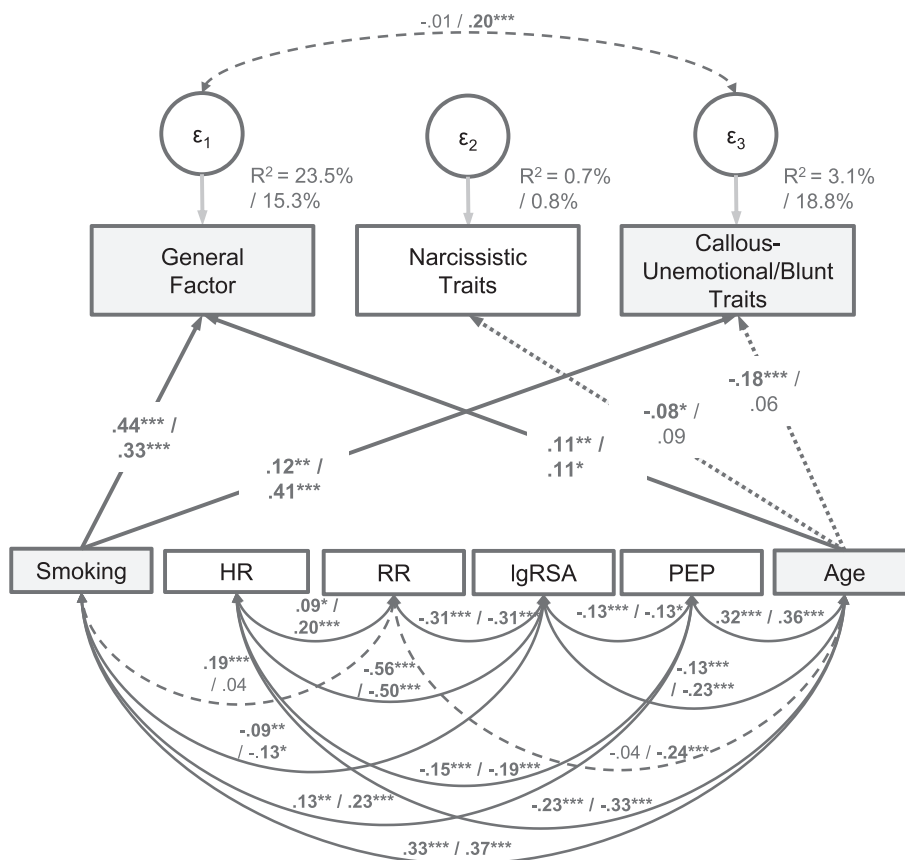 -.01 / .20***
ε1
ε2
ε3
R2 = 23.5%
/ 15.3%
R2 = 0.7%
/ 0.8%
R2 = 3.1%
/ 18.8%
General
Factor
Narcissistic
Traits
Callous-
Unemotional/Blunt
Traits
-.18*** /
.06
-.08* /
.09
.44*** /
.33***
.11** /
.11*
.12** /
.41***
Smoking
HR
RR
lgRSA
PEP
Age
.09* /
.20***
-.31*** / -.31***
-.13*** / -.13*
.32*** / .36***
.19***
/ .04
-.56***
/ -.50***
-.13***
/ -.23***
-.09**
/ -.13*
-.04 / -.24***
-.15*** / -.19***
.13** / .23***
-.23*** / -.33***
.33*** / .37***